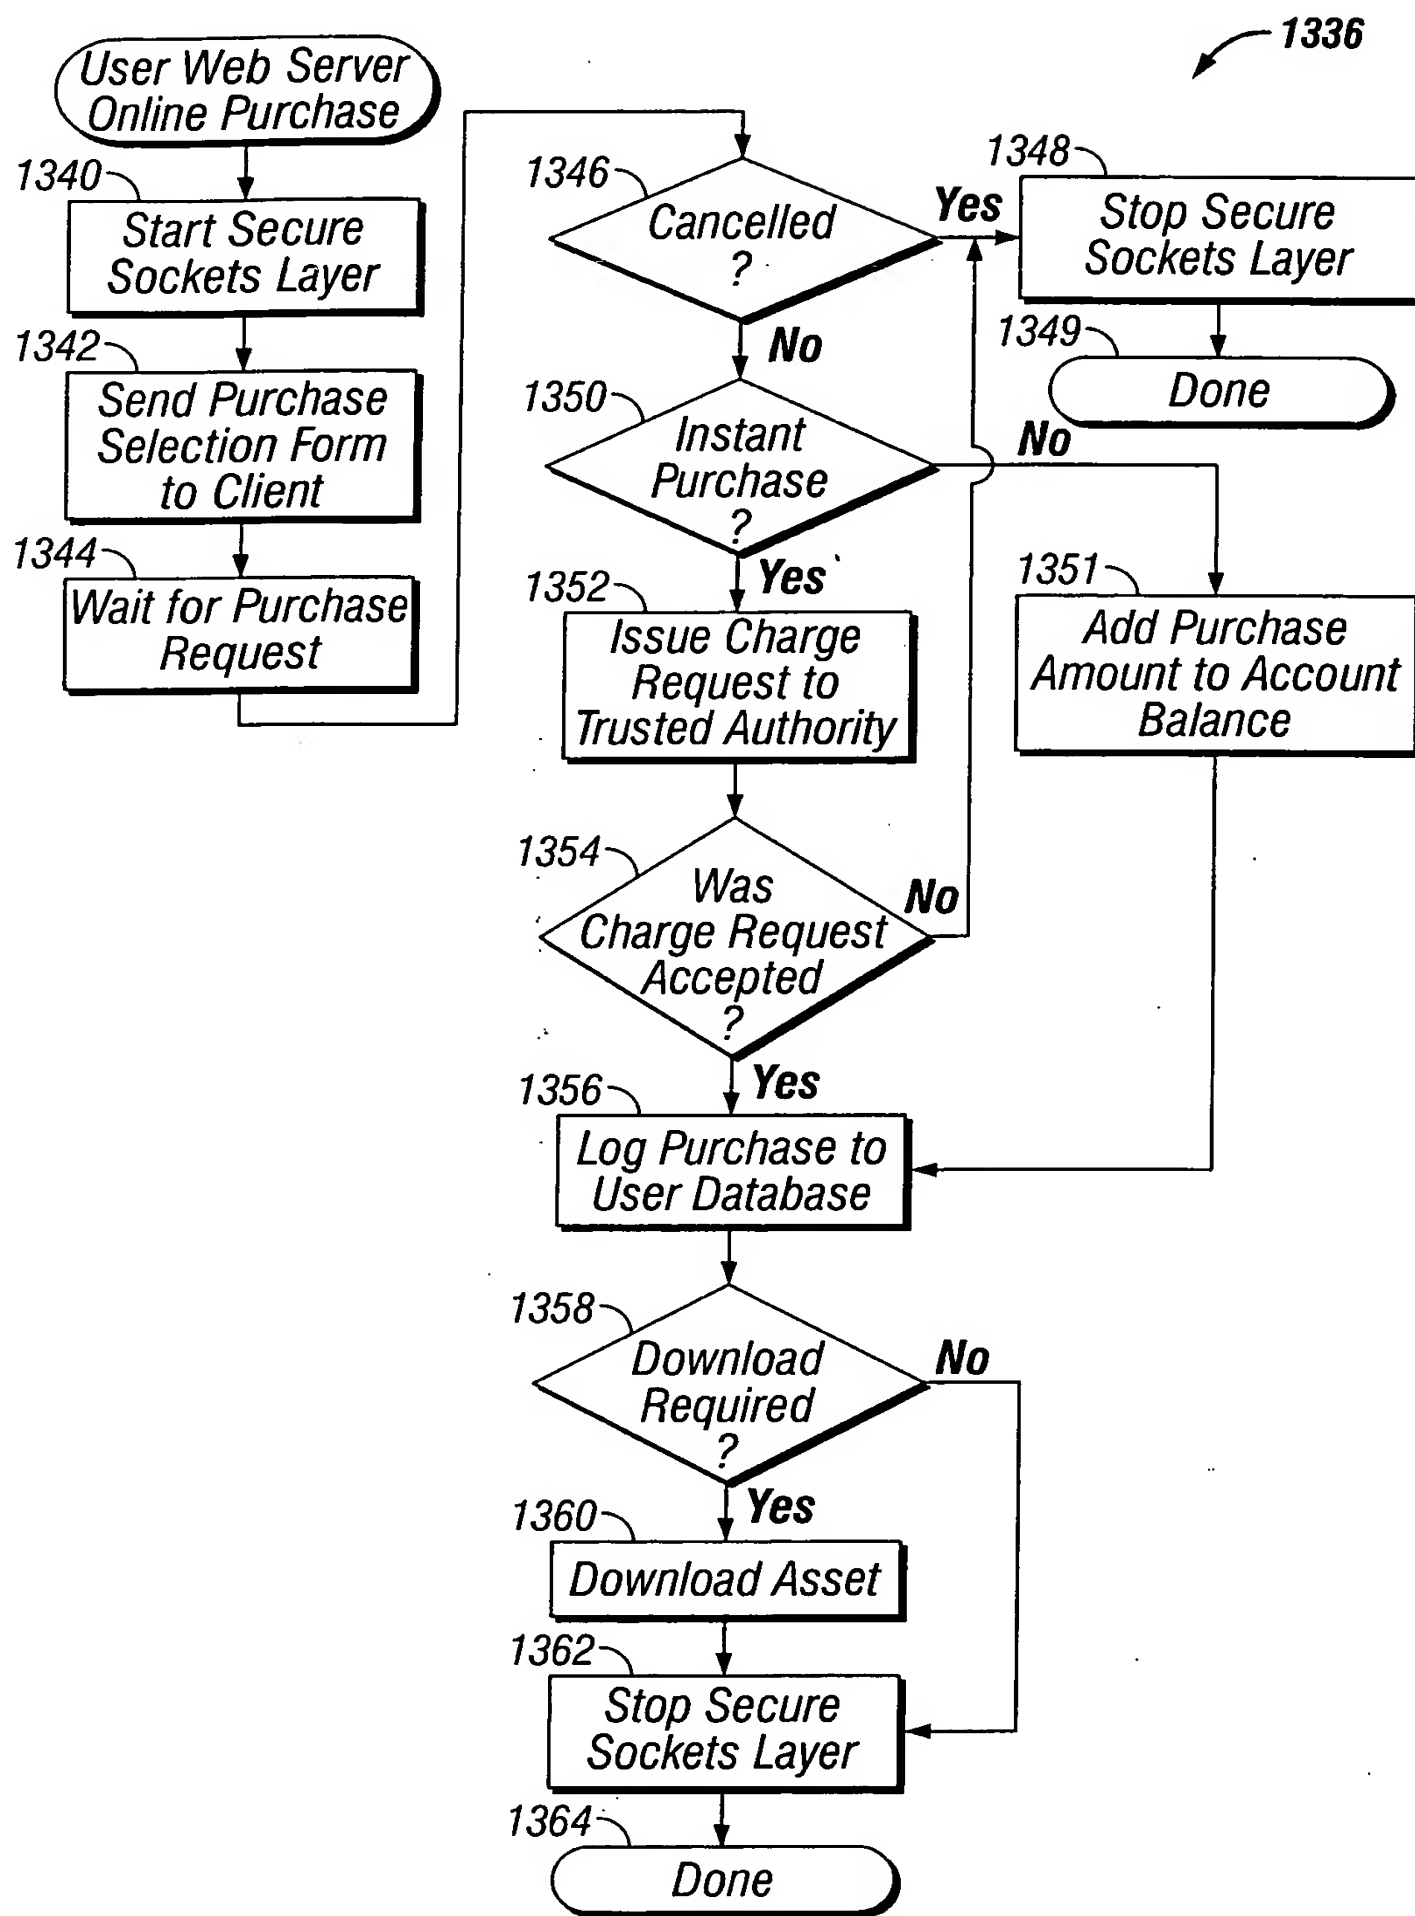 1336
User Web Server
Online Purchase
1340
Start Secure
Sockets Layer
1342
Send Purchase
Selection Form
to Client
1344
Wait for Purchase
Request
1346
Cancelled
?
Yes
No
1348
Stop Secure
Sockets Layer
1349
Done
1350
Instant
Purchase
?
No
Yes
1351
Add Purchase
Amount to Account
Balance
1352
Issue Charge
Request to
Trusted Authority
1354
Was
Charge Request
Accepted
?
No
Yes
1356
Log Purchase to
User Database
1358
Download
Required
?
No
Yes
1360
Download Asset
1362
Stop Secure
Sockets Layer
1364
Done